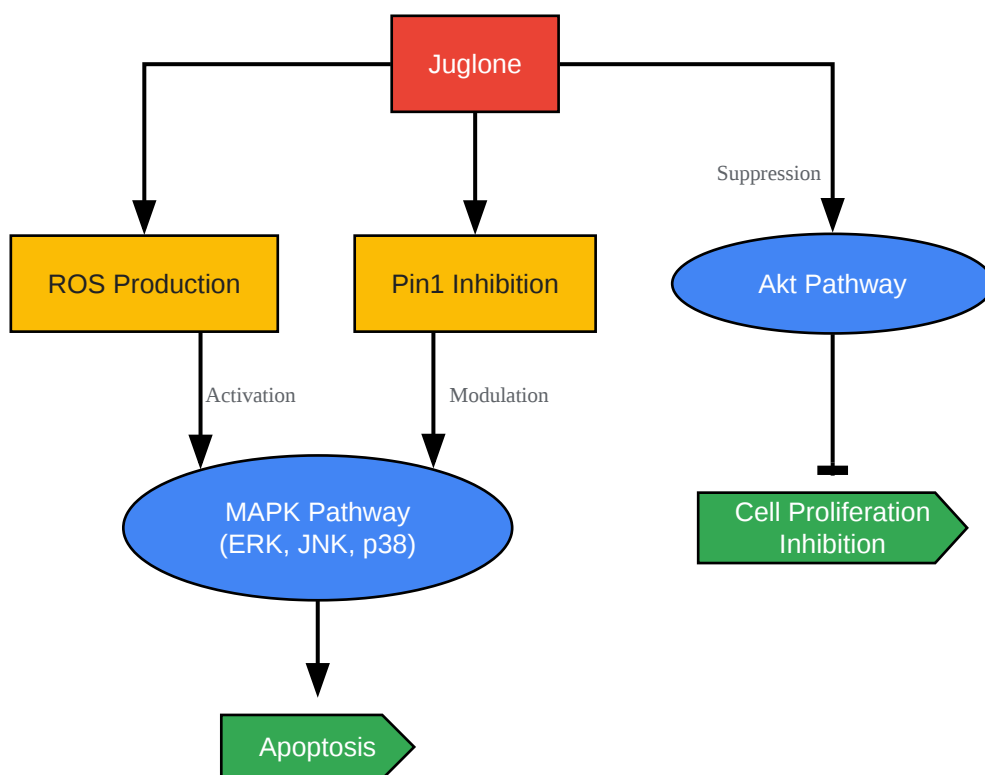 Juglone
Suppression
ROS Production
Pin1 Inhibition
Akt Pathway
Activation
Modulation
MAPK Pathway
(ERK, JNK, p38)
Cell Proliferation
Inhibition
Apoptosis